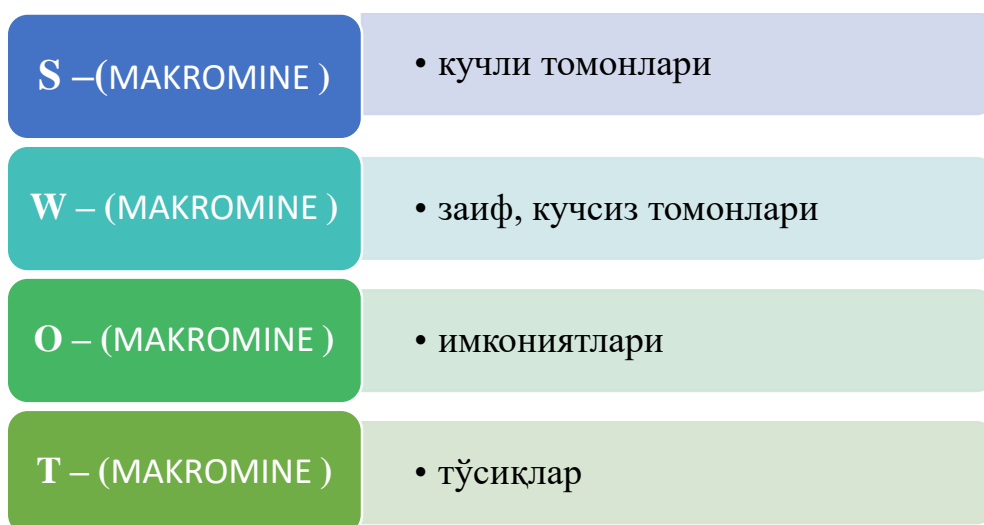 S –(MAKROMINE )
• кучли томонлари
W – (MAKROMINE )
• заиф, кучсиз томонлари
O – (MAKROMINE )
• имкониятлари
T – (MAKROMINE )
• тўсиқлар